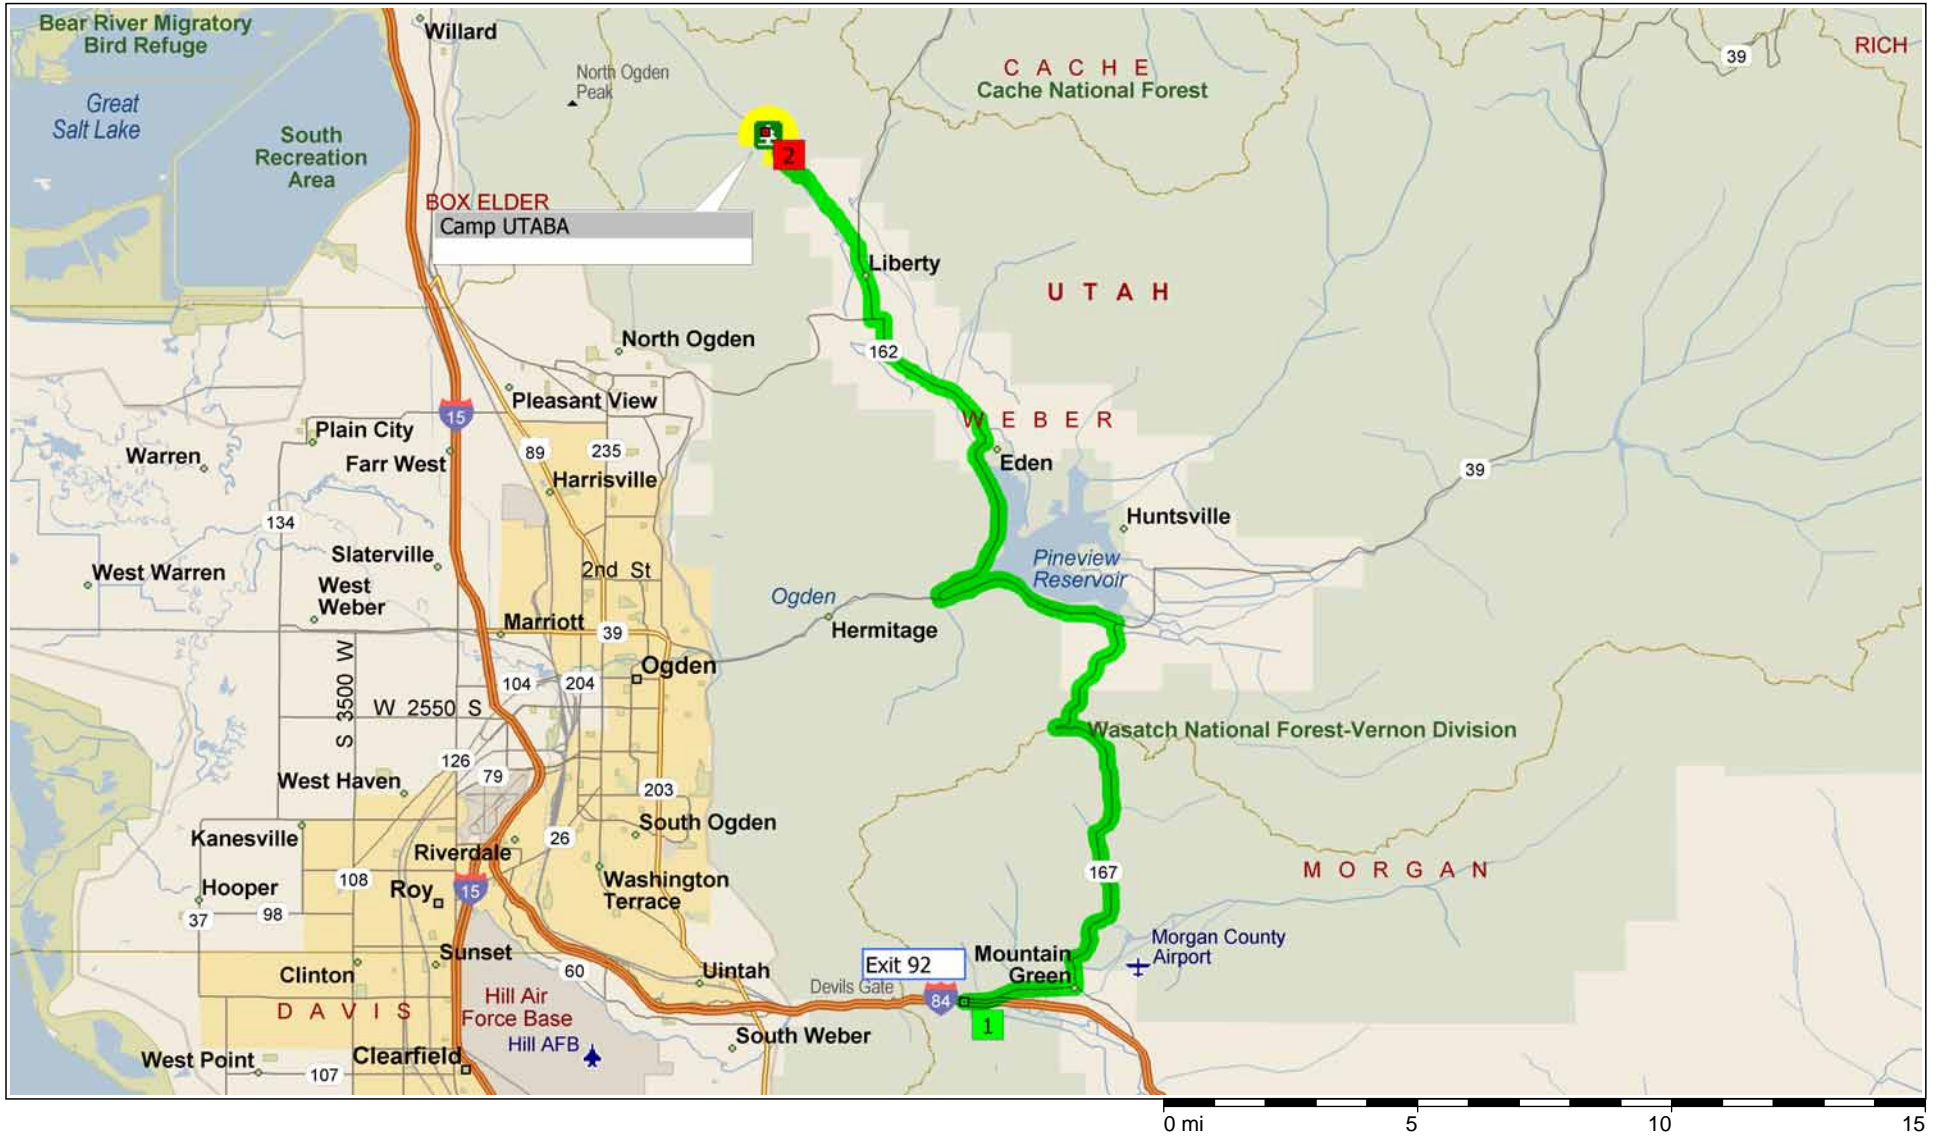 Bear River Migratory
Bird Refuge
Willard
North Ogden
Peak
C A C H E
Cache National Forest
39
RICH
Great
Salt Lake
South
Recreation
Area
2
BOX ELDER
Camp UTABA
Liberty
U T A H
North Ogden
162
Pleasant View
15
W E B E R
Plain City
Warren
Farr West
89
235
Eden
39
Harrisville
134
Huntsville
Slaterville
2nd St
Pineview
Reservoir
West Warren
West
Weber
Ogden
Marriott
39
Hermitage
S 3500 W
Ogden
104
204
W 2550 S
Wasatch National Forest-Vernon Division
126
79
West Haven
203
Kanesville
26
South Ogden
Riverdale
108
Roy
15
Washington
Terrace
167
M O R G A N
Hooper
37
98
Sunset
Clinton
60
Uintah
Exit 92
Mountain
Green
Morgan County
Airport
Devils Gate
84
1
D A V I S
Hill Air
Force Base
Hill AFB
South Weber
West Point
Clearfield
107
0 mi
5
10
15